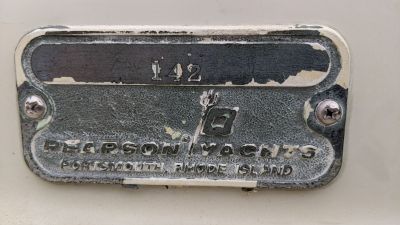 142
PEARSON YACHTS
PORTSMOUTH, RHODE ISLAND